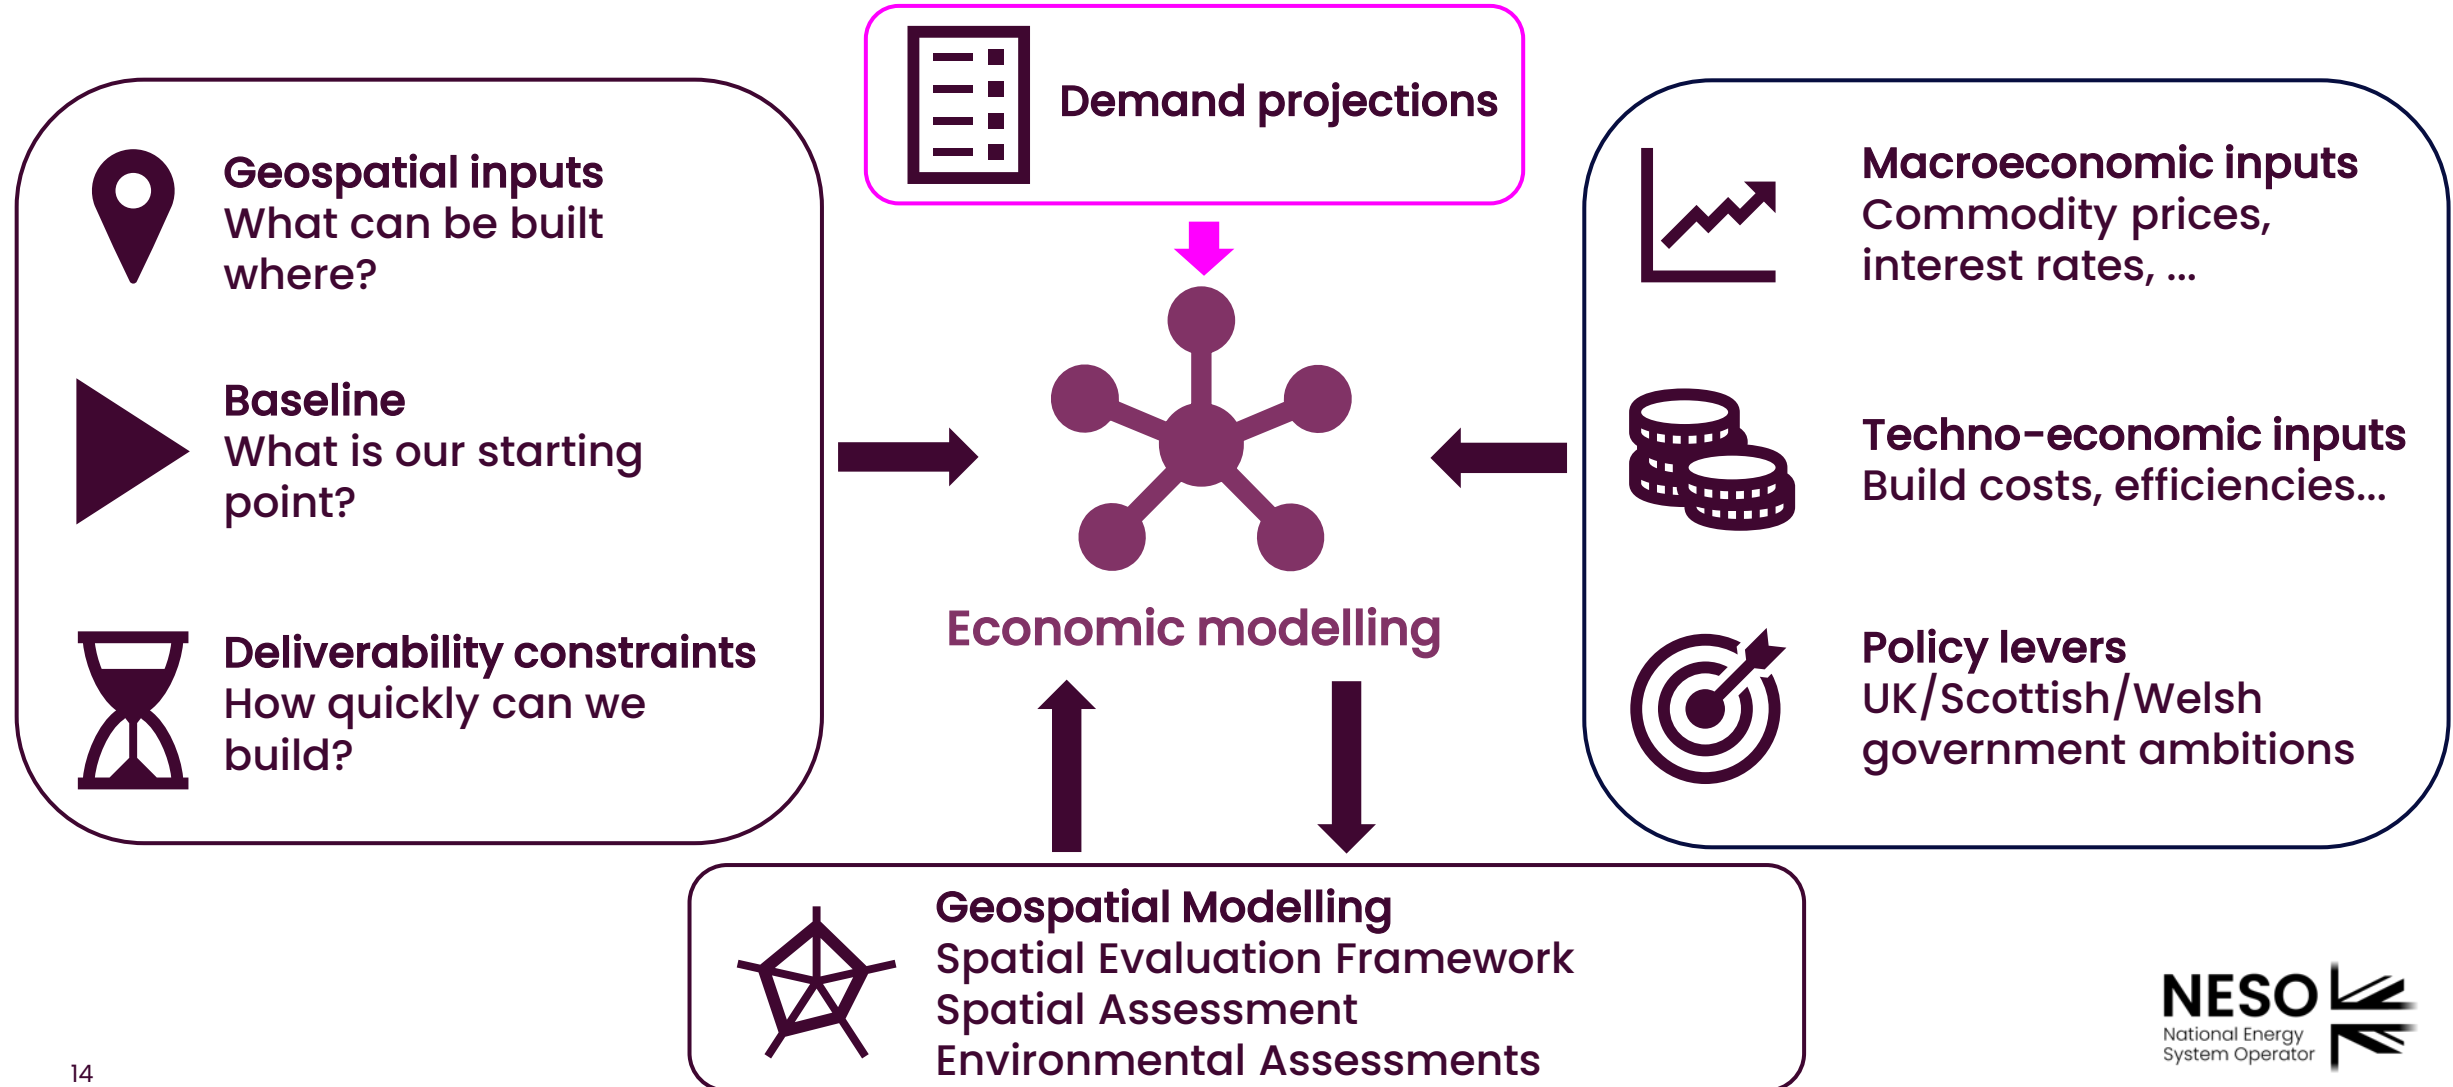 Demand projections
Geospatial inputs
What can be built
where?
Baseline
What is our starting
point?
Deliverability constraints
How quickly can we
build?
Macroeconomic inputs
Commodity prices,
interest rates, ...
Techno-economic inputs
Build costs, efficiencies...
Policy levers
UK/Scottish/Welsh
government ambitions
Economic modelling
Geospatial Modelling
Spatial Evaluation Framework
Spatial Assessment
Environmental Assessments
NESO
National Energy
System Operator
14